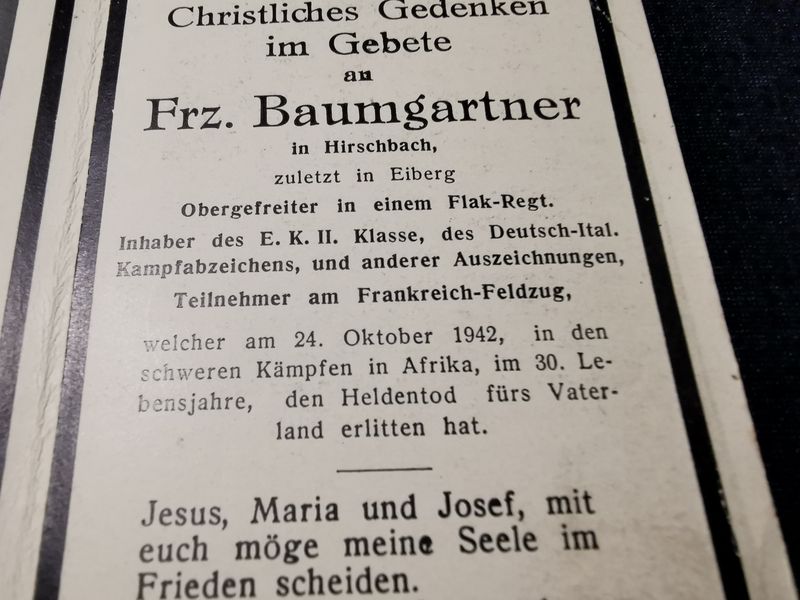 Christliches Gedenken
im Gebete
an
Frz. Baumgartner
in Hirschbach,
zuletzt in Eiberg
Obergefreiter in einem Flak-Regt.
Inhaber des E. K. II. Klasse, des Deutsch-Ital.
Kampfabzeichens, und anderer Auszeichnungen,
Teilnehmer am Frankreich-Feldzug,
welcher am 24. Oktober 1942, in den
schweren Kämpfen in Afrika, im 30. Le-
bensjahre, den Heldentod fürs Vater-
land erlitten hat.
Jesus, Maria und Josef, mit
euch möge meine Seele im
Frieden scheiden.